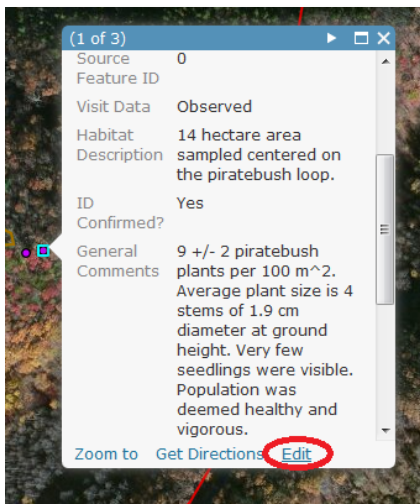 (1 of 3)
Source 0
Feature ID
Visit Data Observed
Habitat 14 hectare area
Description sampled centered on
the piratebush loop.
ID Yes
Confirmed?
General 9 +/- 2 piratebush
Comments plants per 100 m^2.
Average plant size is 4
stems of 1.9 cm
diameter at ground
height. Very few
seedlings were visible.
Population was
deemed healthy and
vigorous.
Zoom to Get Directions Edit